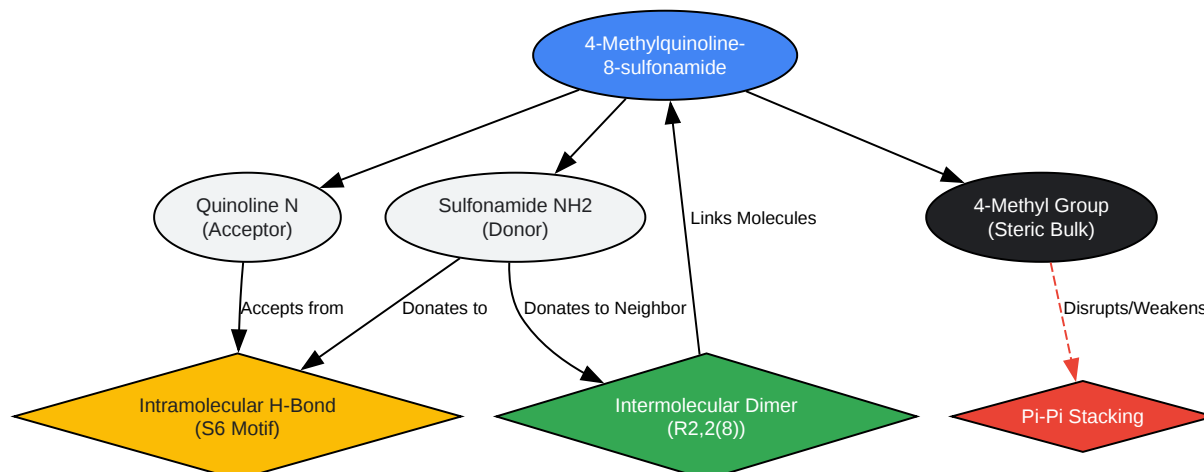 4-Methylquinoline-
8-sulfonamide
Quinoline N
(Acceptor)
Sulfonamide NH2
(Donor)
Links Molecules
4-Methyl Group
(Steric Bulk)
Accepts from
Donates to
Donates to Neighbor
Disrupts/Weakens
Intramolecular H-Bond
(S6 Motif)
Intermolecular Dimer
(R2,2(8))
Pi-Pi Stacking